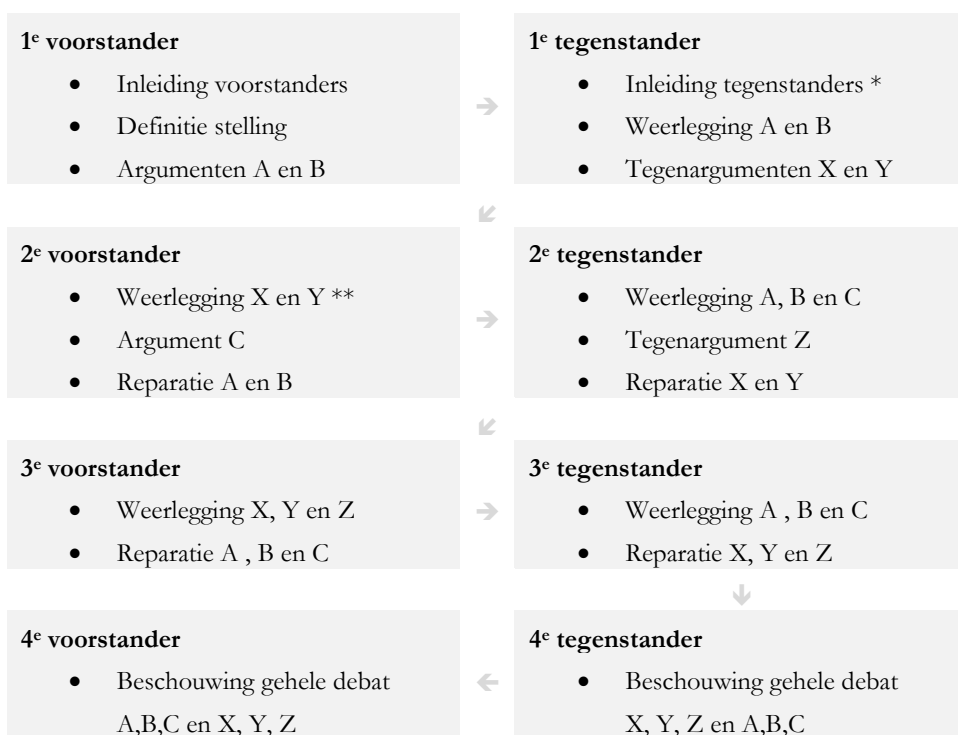 1e voorstander
• Inleiding voorstanders
• Definitie stelling
• Argumenten A en B
1e tegenstander
• Inleiding tegenstanders *
• Weerlegging A en B
• Tegenargumenten X en Y
2e voorstander
• Weerlegging X en Y **
• Argument C
• Reparatie A en B
2e tegenstander
• Weerlegging A, B en C
• Tegenargument Z
• Reparatie X en Y
3e voorstander
• Weerlegging X, Y en Z
• Reparatie A , B en C
3e tegenstander
• Weerlegging A , B en C
• Reparatie X, Y en Z
4e voorstander
• Beschouwing gehele debat
A,B,C en X, Y, Z
4e tegenstander
• Beschouwing gehele debat
X, Y, Z en A,B,C